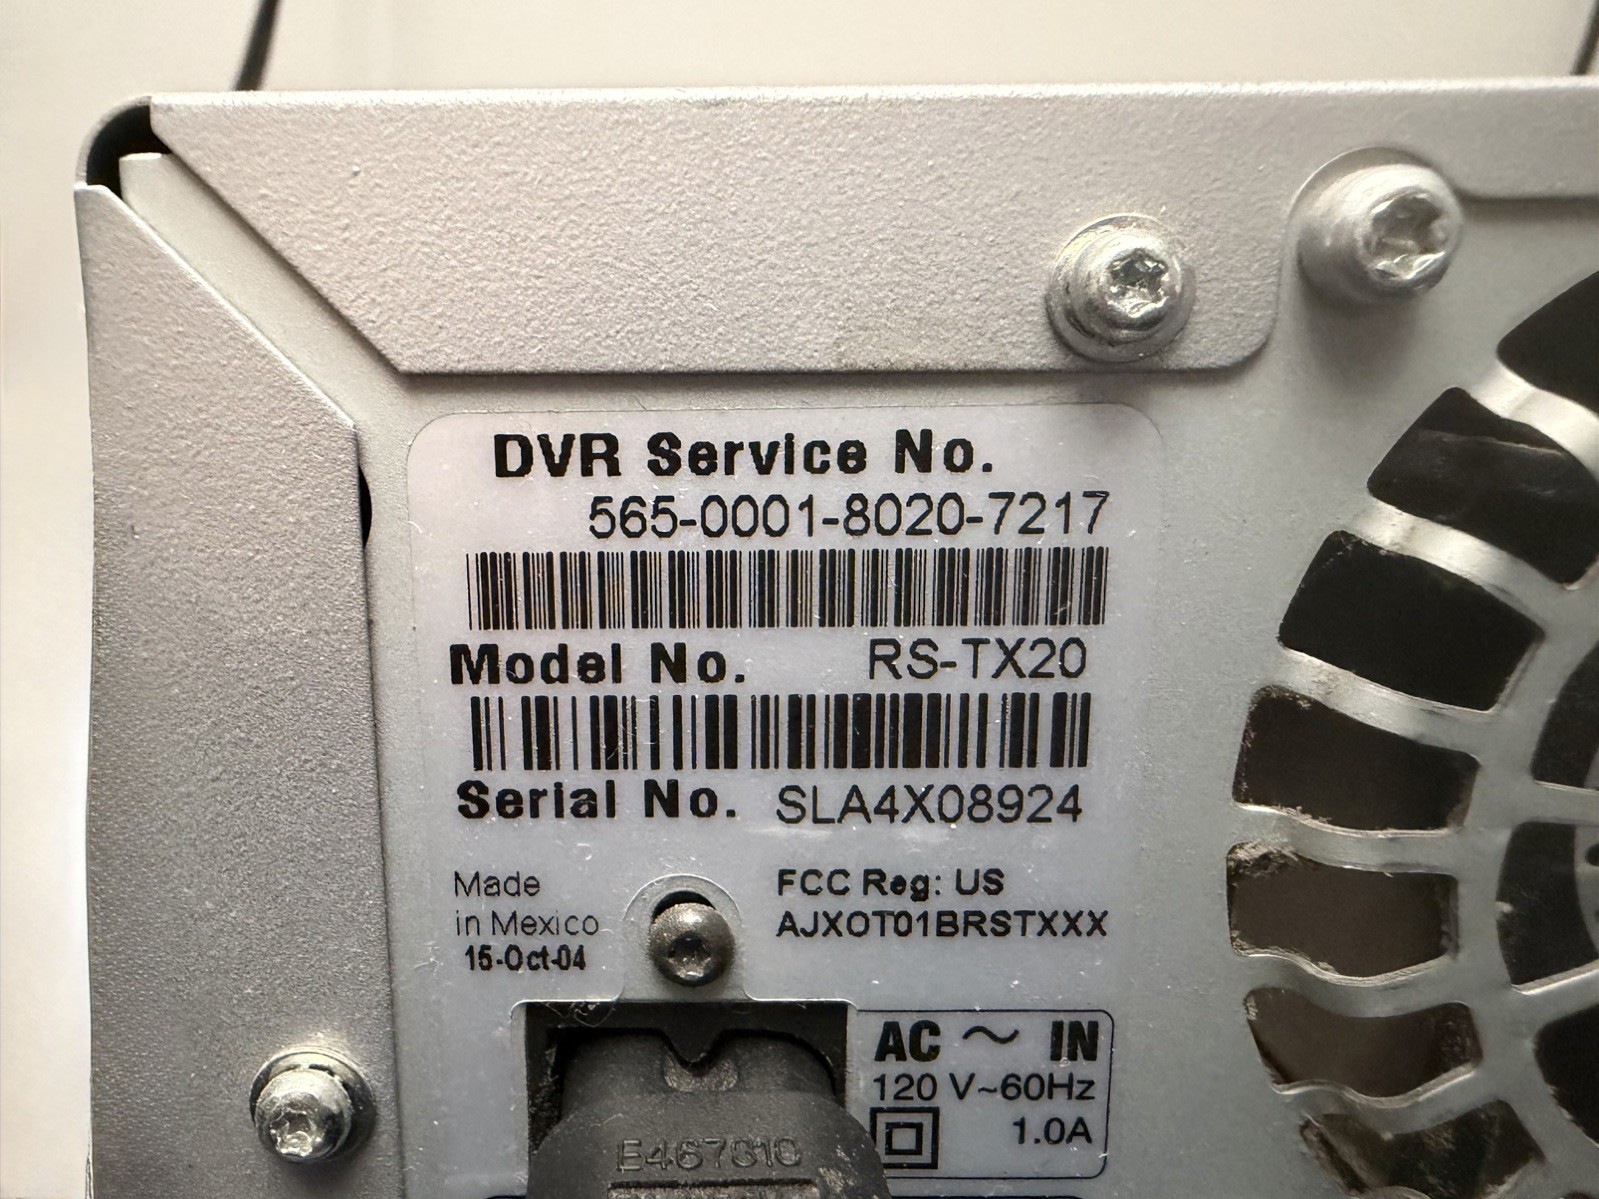 DVR Service No.
565-0001-8020-7217
Model No. RS-TX20
Serial No. SLA4X08924
Made
in Mexico
15-Oct-04
FCC Reg: US
AJXOT01BRSTXXX
AC ~ IN
120 V~60Hz
1.0A